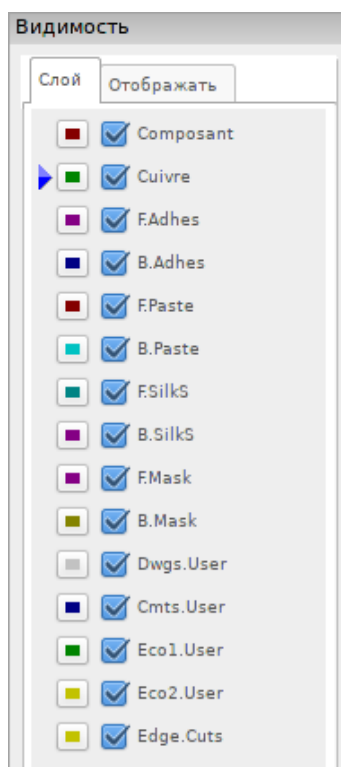 Видимость
Слой
Отображать
Composant
Cuivre
F.Adhes
B.Adhes
F.Paste
B.Paste
F.SilkS
B.SilkS
F.Mask
B.Mask
Dwgs.User
Cmts.User
Eco1.User
Eco2.User
Edge.Cuts